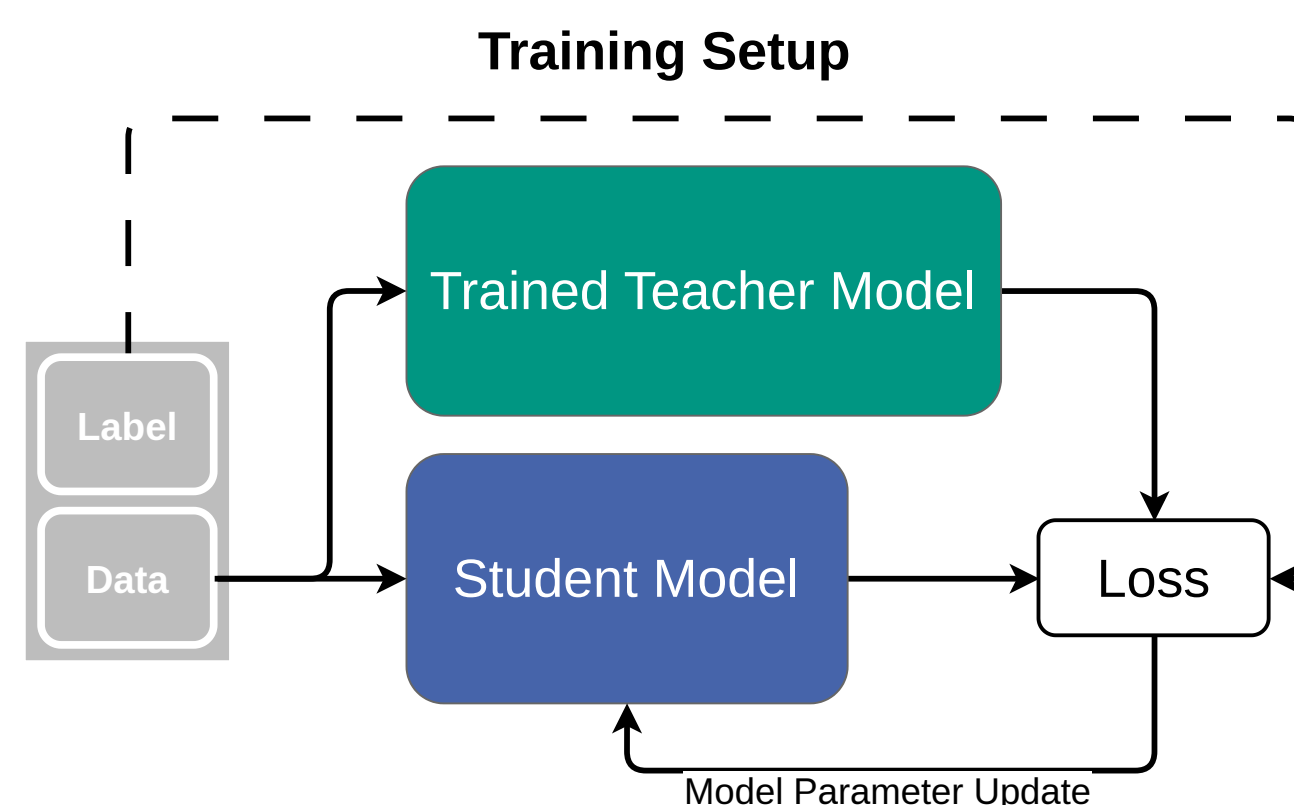 Training Setup
Trained Teacher Model
Label
Data
Student Model
Loss
Model Parameter Update